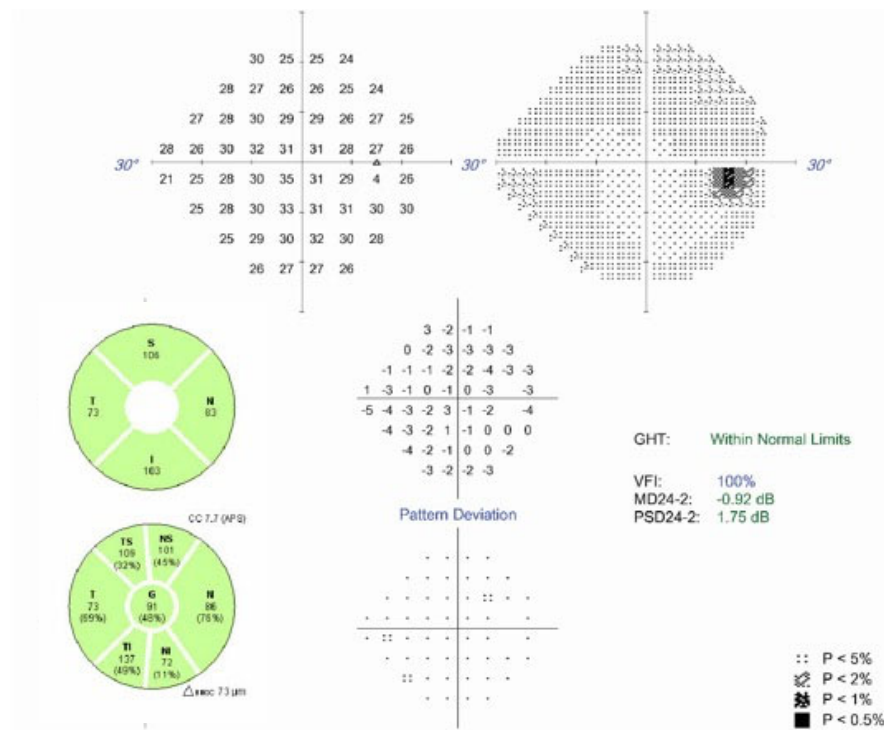 30 25 25 24
28 27 26 26 25 24
27 28 30 29 29 26 27 25
28 26 30 32 31 31 28 27 26
30° 30° 30°
21 25 28 30 35 31 29 4 26
25 28 30 33 31 31 30 30
25 29 30 32 30 28
26 27 27 26
S
106
T
73
N
83
I
103
CC 7.7 (APS)
TS
109
(32%)
NS
101
(45%)
T
73
(69%)
G
91
(48%)
N
86
(76%)
TI
137
(49%)
NI
72
(11%)
BMOC 73 µm
3 -2 -1 -1
0 -2 -3 -3 -3 -3
-1 -1 -1 -2 -2 -4 -3 -3
1 -3 -1 0 -1 0 -3 -3
-5 -4 -3 -2 3 -1 -2 -4
-4 -3 -2 1 -1 0 0 0
-4 -2 -1 0 0 -2
-3 -2 -2 -3
Pattern Deviation
GHT: Within Normal Limits
VFI: 100%
MD24-2: -0.92 dB
PSD24-2: 1.75 dB
P < 5%
P < 2%
P < 1%
P < 0.5%